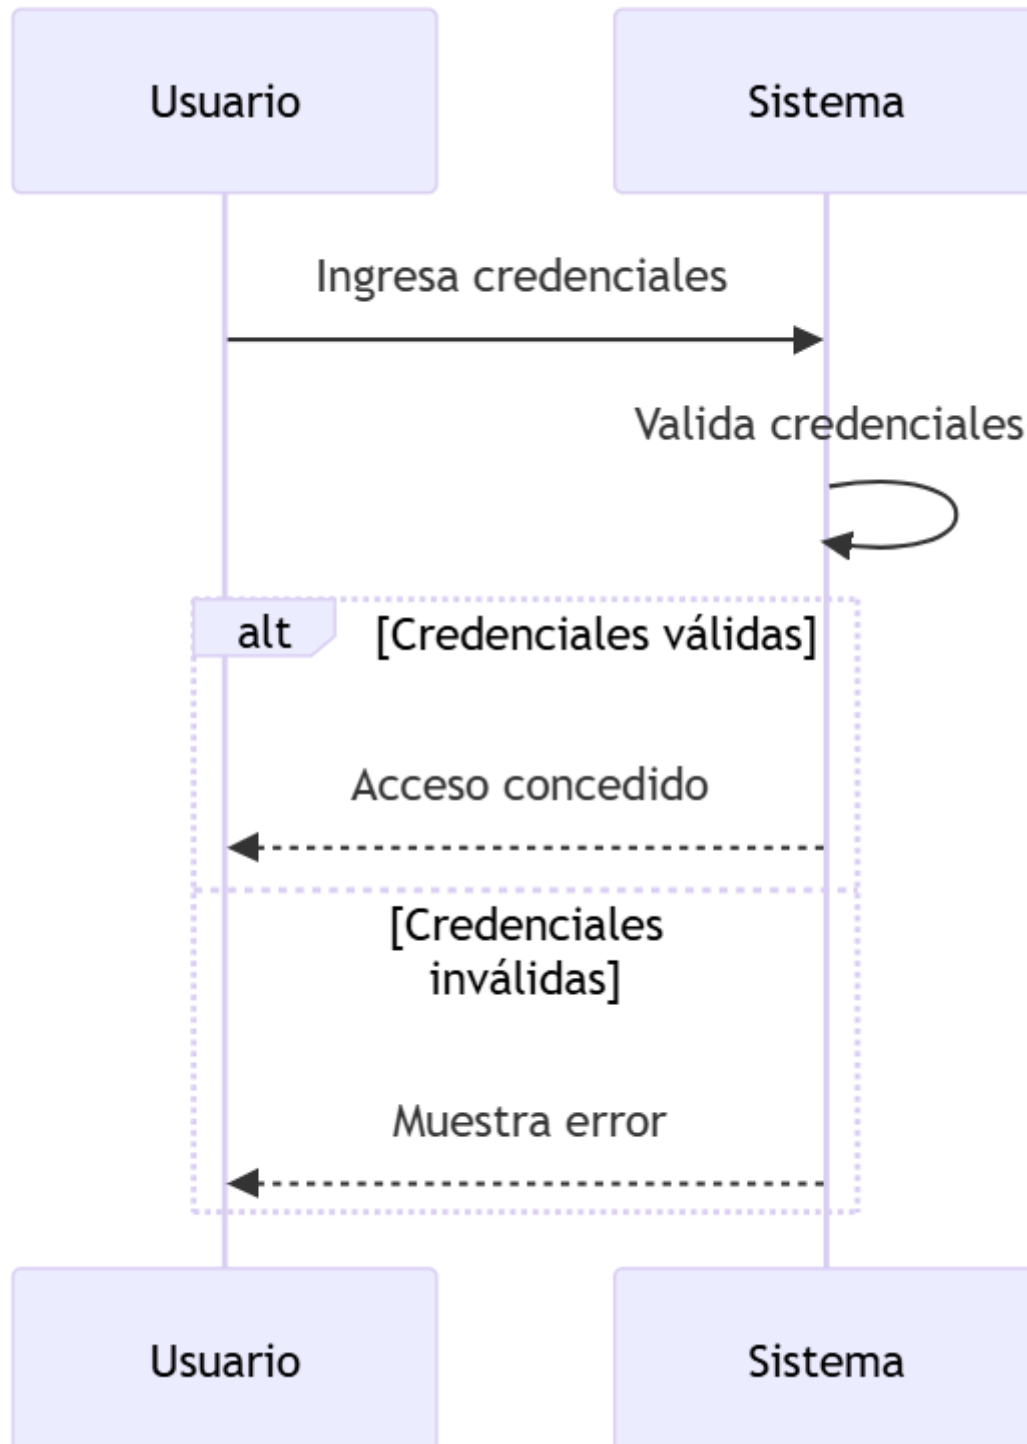 Usuario
Sistema
Ingresa credenciales
Valida credenciales
alt
[Credenciales válidas]
Acceso concedido
[Credenciales
inválidas]
Muestra error
Usuario
Sistema